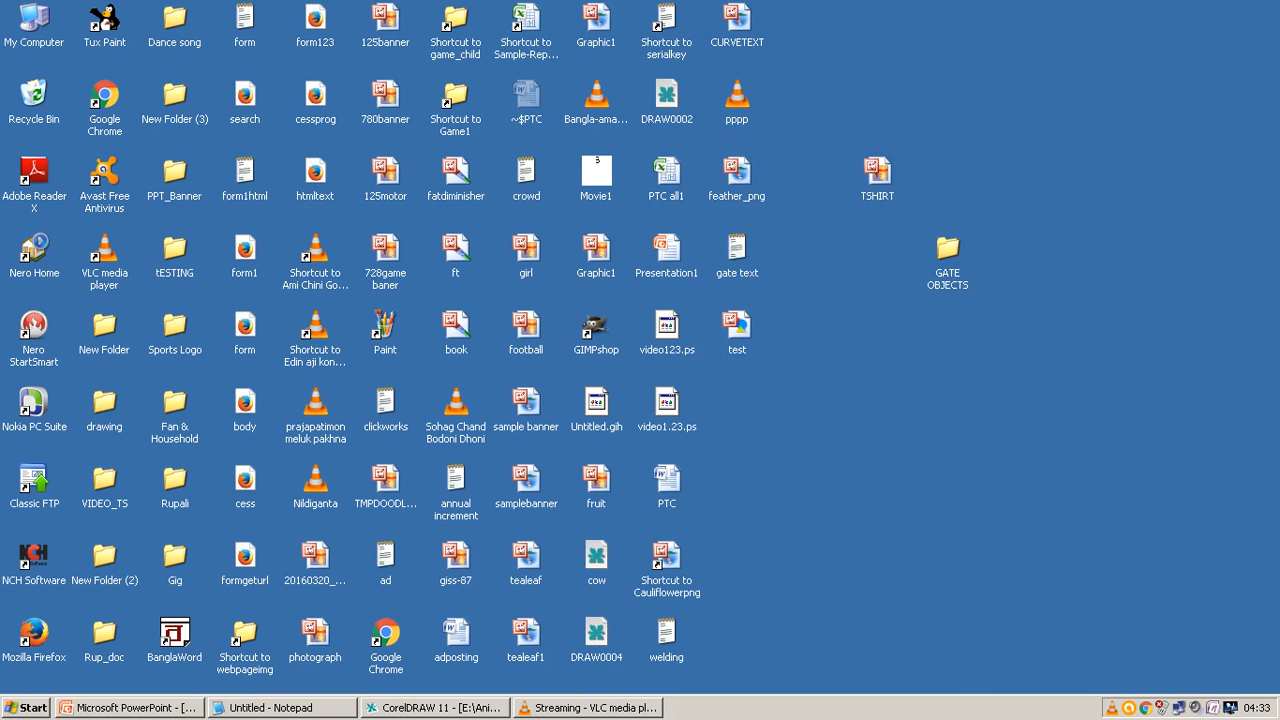 My Computer
Tux Paint
Dance song
form
form123
125banner
Shortcut to
game_child
Shortcut to
Sample-Rep...
Graphic1
Shortcut to
serialkey
CURVETEXT
Recycle Bin
Google
Chrome
New Folder (3)
search
cessprog
780banner
Shortcut to
Game1
~$PTC
Bangla-ama...
DRAW0002
pppp
Adobe Reader
X
Avast Free
Antivirus
PPT_Banner
form1html
htmltext
125motor
fatdiminisher
crowd
3
Movie1
PTC all1
feather_png
TSHIRT
Nero Home
VLC media
player
tESTING
form1
Shortcut to
Ami Chini Go...
728game
baner
ft
girl
Graphic1
Presentation1
gate text
GATE
OBJECTS
Nero
StartSmart
New Folder
Sports Logo
form
Shortcut to
Edin aji kon...
Paint
book
football
GIMPshop
video123.ps
test
Nokia PC Suite
drawing
Fan &
Household
body
prajapatimon
meluk pakhna
clickworks
Sohag Chand
Bodoni Dhoni
sample banner
Untitled.gih
video1.23.ps
Classic FTP
VIDEO_TS
Rupali
cess
Nildiganta
TMPDOODL...
annual
increment
samplebanner
fruit
PTC
NCH Software
New Folder (2)
Gig
formgeturl
20160320_...
ad
giss-87
tealeaf
cow
Shortcut to
Cauliflowerpng
Mozilla Firefox
Rup_doc
BanglaWord
Shortcut to
webpageimg
photograph
Google
Chrome
adposting
tealeaf1
DRAW0004
welding
Start
Microsoft PowerPoint - [...
Untitled - Notepad
CorelDRAW 11 - [E:\Ani...
Streaming - VLC media pl...
04:33